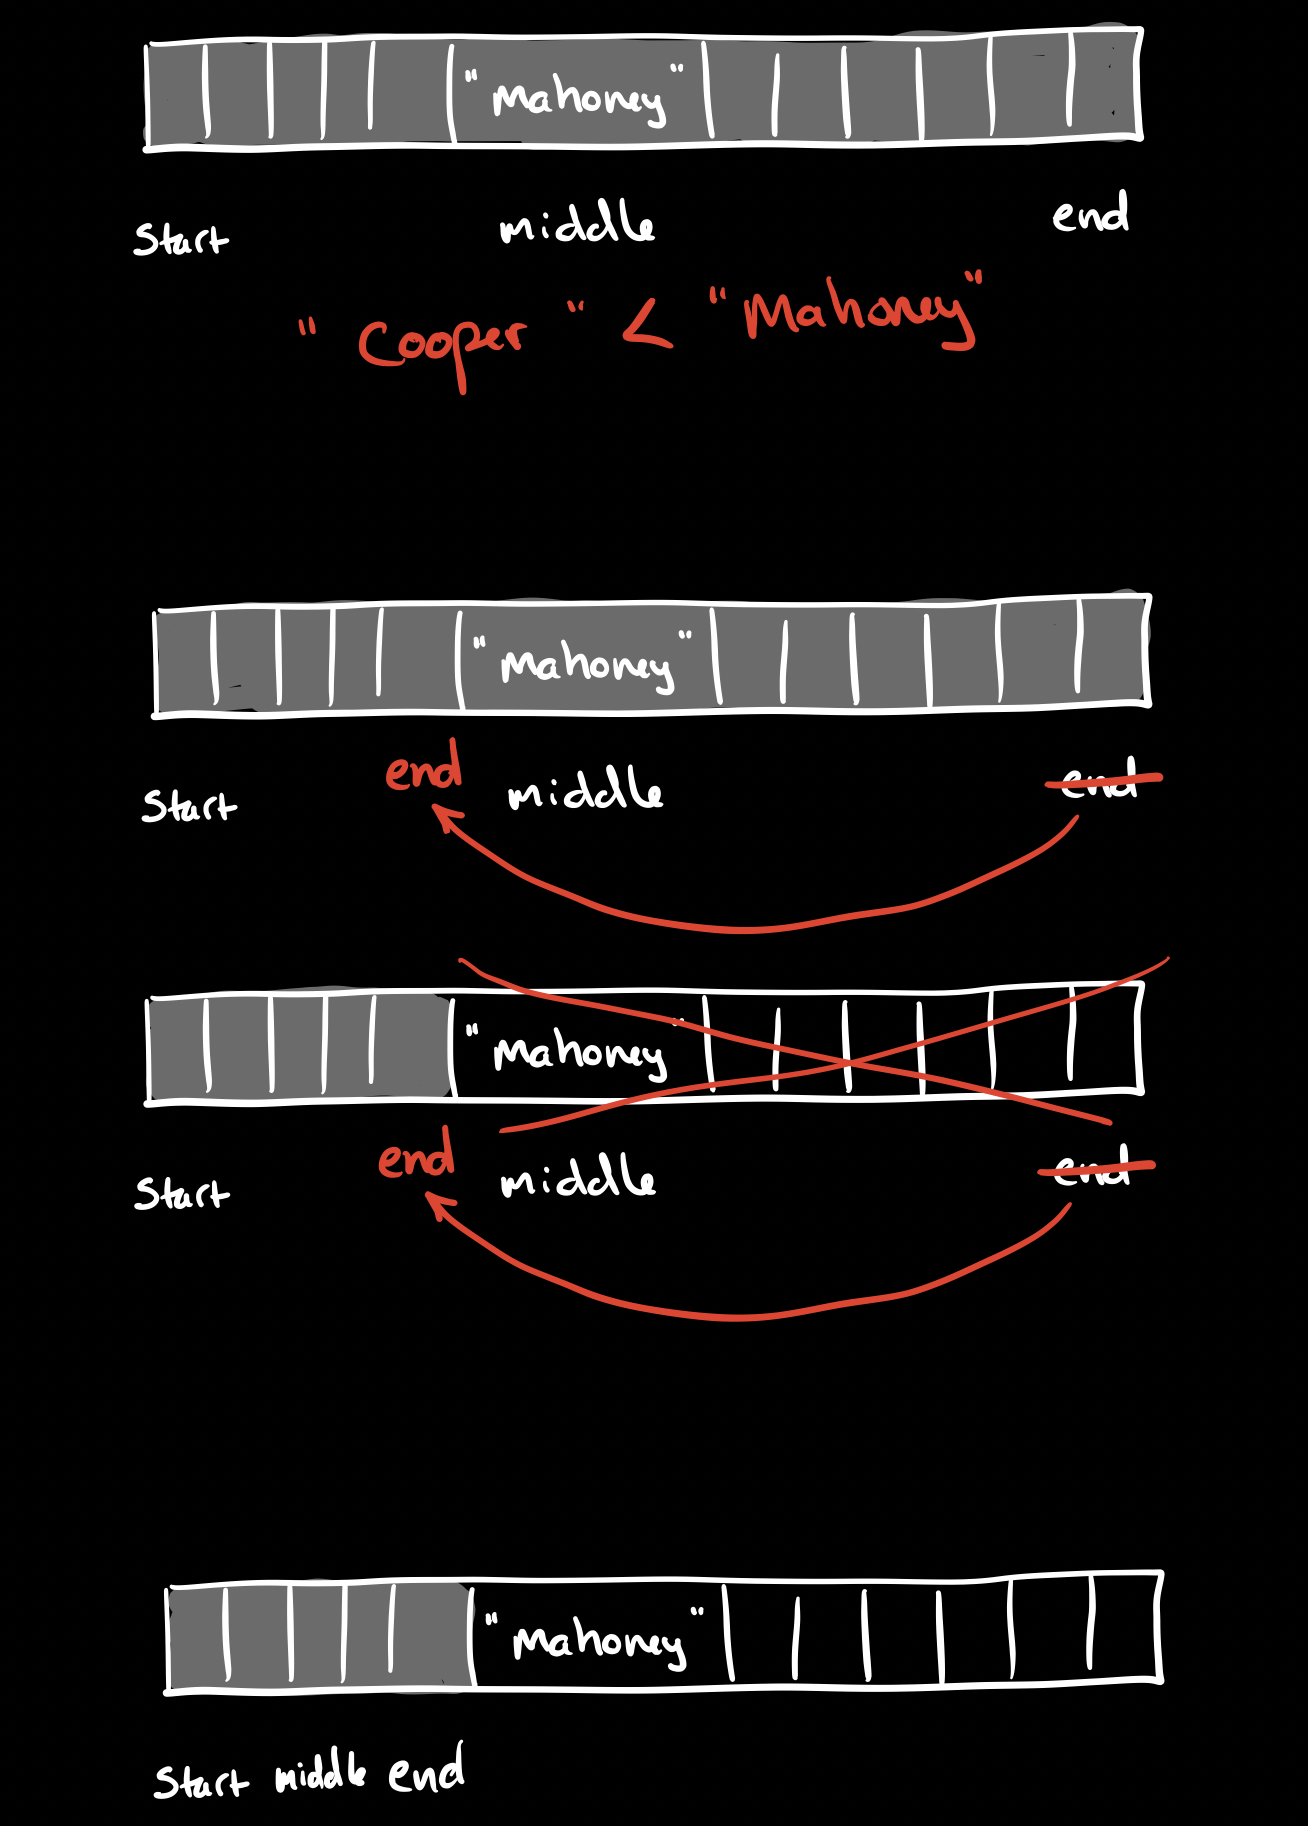 "Mahoney"
Start middle end
"Cooper" < "Mahoney"
"Mahoney"
Start end middle end
"Mahoney"
Start end middle end
"Mahoney"
Start middle end